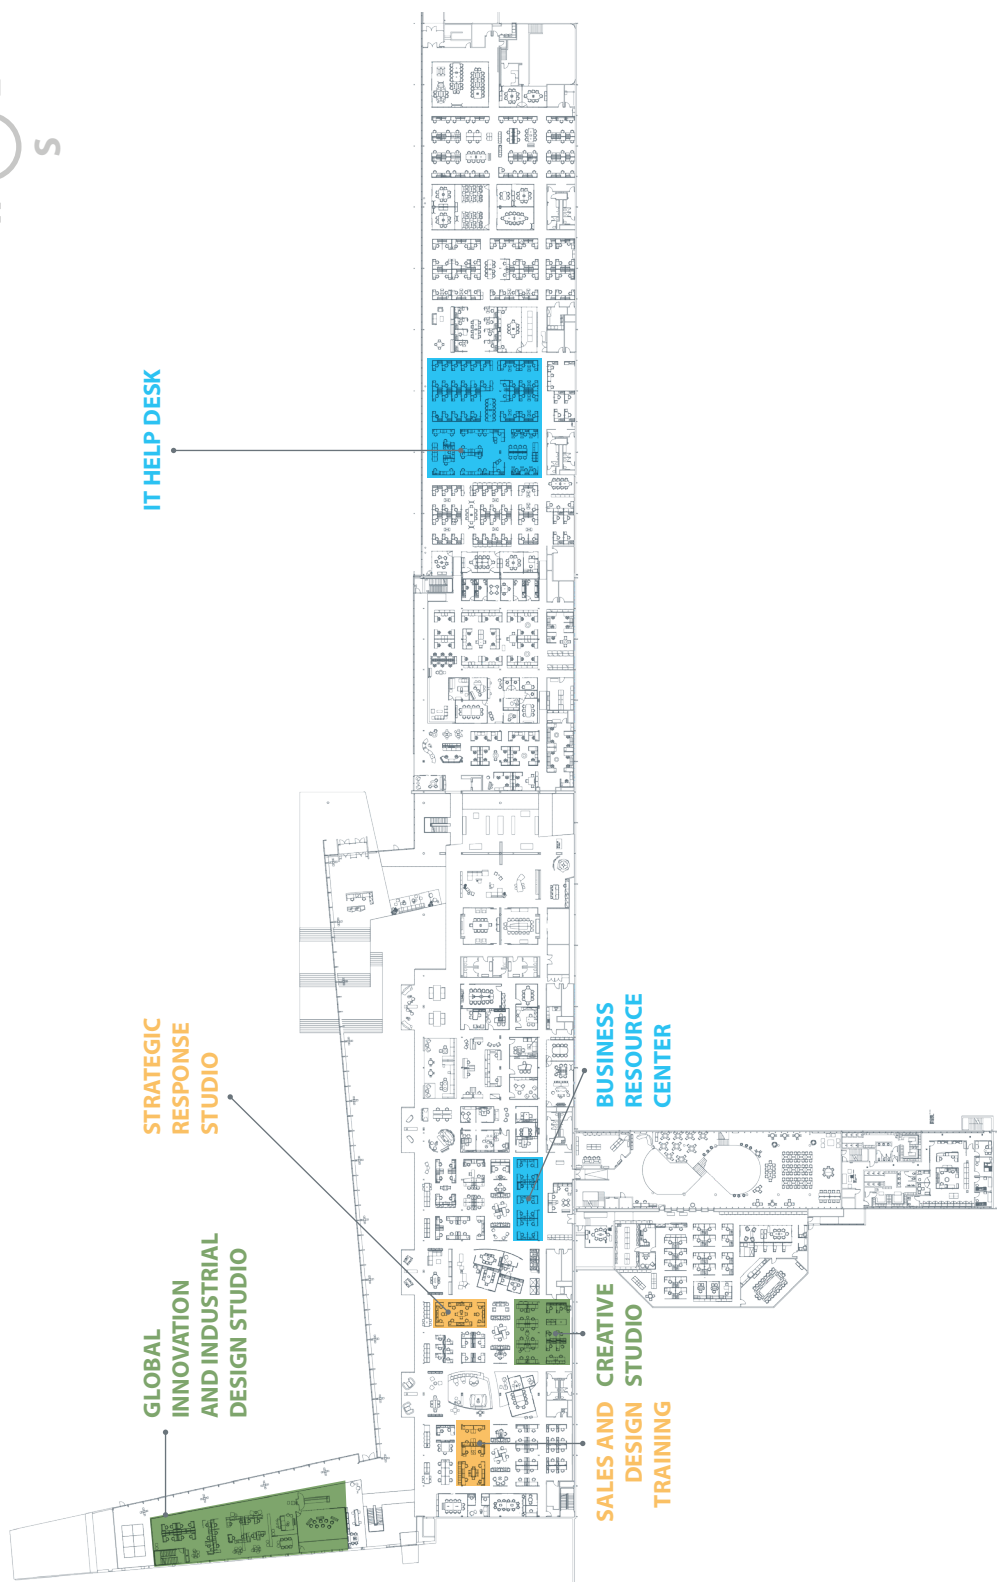 S
IT HELP DESK
STRATEGIC
RESPONSE
STUDIO
BUSINESS
RESOURCE
CENTER
GLOBAL
INNOVATION
AND INDUSTRIAL
DESIGN STUDIO
CREATIVE
STUDIO
SALES AND
DESIGN
TRAINING